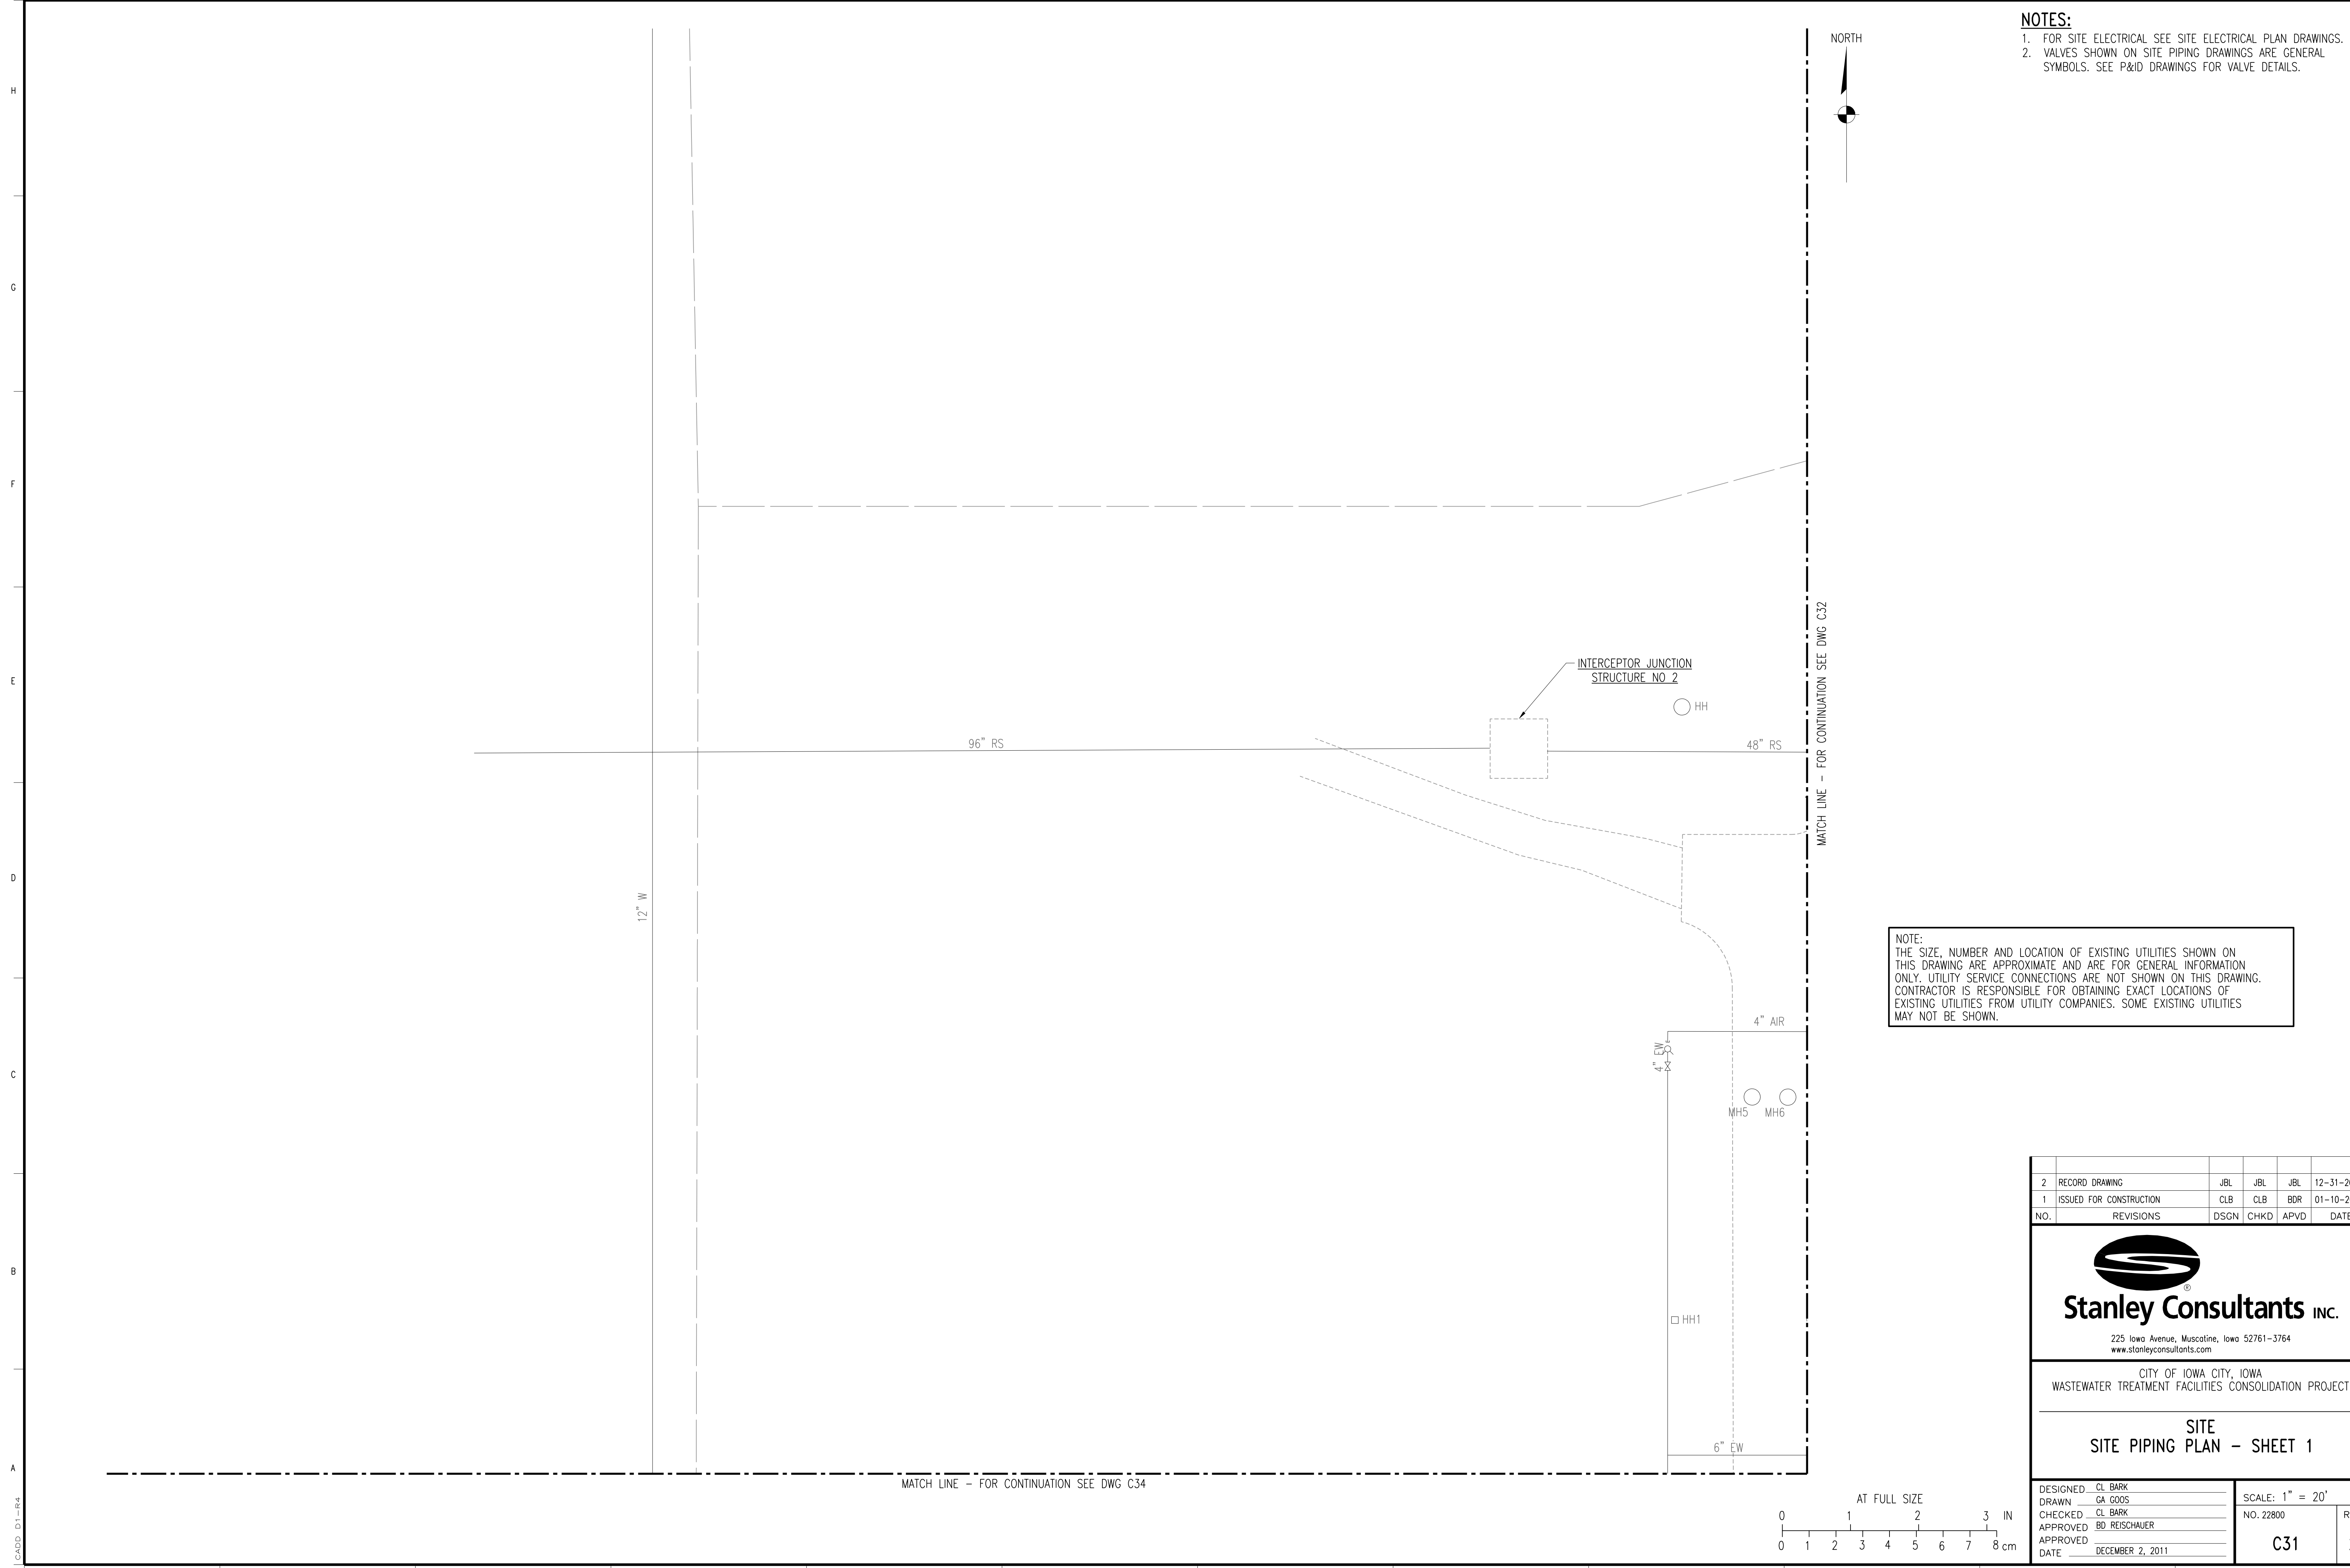 NOTES:
1. FOR SITE ELECTRICAL SEE SITE ELECTRICAL PLAN DRAWINGS.
2. VALVES SHOWN ON SITE PIPING DRAWINGS ARE GENERAL
SYMBOLS. SEE P&ID DRAWINGS FOR VALVE DETAILS.
NORTH
H
G
F
E
D
C
B
A
INTERCEPTOR JUNCTION
STRUCTURE NO 2
HH
96" RS
48" RS
MATCH LINE – FOR CONTINUATION SEE DWG C32
12" W
NOTE:
THE SIZE, NUMBER AND LOCATION OF EXISTING UTILITIES SHOWN ON
THIS DRAWING ARE APPROXIMATE AND ARE FOR GENERAL INFORMATION
ONLY. UTILITY SERVICE CONNECTIONS ARE NOT SHOWN ON THIS DRAWING.
CONTRACTOR IS RESPONSIBLE FOR OBTAINING EXACT LOCATIONS OF
EXISTING UTILITIES FROM UTILITY COMPANIES. SOME EXISTING UTILITIES
MAY NOT BE SHOWN.
4" AIR
4" EW
MH5 MH6
HH1
6" EW
MATCH LINE – FOR CONTINUATION SEE DWG C34
AT FULL SIZE
0 1 2 3 IN
0 1 2 3 4 5 6 7 8 cm
CADD D1-R4
2 RECORD DRAWING JBL JBL JBL 12-31-2
1 ISSUED FOR CONSTRUCTION CLB CLB BDR 01-10-2
NO. REVISIONS DSGN CHKD APVD DATE
®
Stanley Consultants INC.
225 Iowa Avenue, Muscatine, Iowa 52761-3764
www.stanleyconsultants.com
CITY OF IOWA CITY, IOWA
WASTEWATER TREATMENT FACILITIES CONSOLIDATION PROJECT
SITE
SITE PIPING PLAN – SHEET 1
DESIGNED CL BARK
DRAWN GA GOOS
CHECKED CL BARK
APPROVED BD REISCHAUER
APPROVED
DATE DECEMBER 2, 2011
SCALE: 1" = 20'
NO. 22800
C31